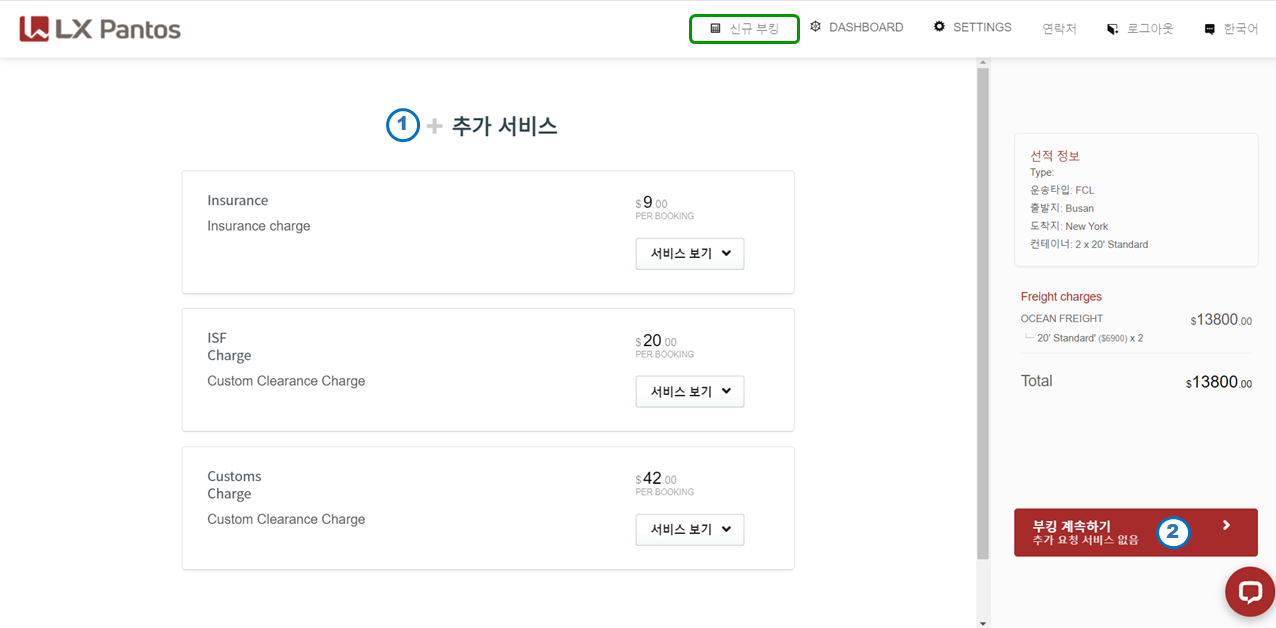 LX Pantos
신규 부킹
DASHBOARD
SETTINGS
연락처
로그아웃
한국어
1
추가 서비스
Insurance
Insurance charge
$9.00
PER BOOKING
서비스 보기
ISF
Charge
Custom Clearance Charge
$20.00
PER BOOKING
서비스 보기
Customs
Charge
Custom Clearance Charge
$42.00
PER BOOKING
서비스 보기
선적 정보
Type:
운송타입: FCL
출발지: Busan
도착지: New York
컨테이너: 2 x 20' Standard
Freight charges
OCEAN FREIGHT $13800.00
20' Standard' ($6900) x 2
Total $13800.00
부킹 계속하기
추가 요청 서비스 없음
2